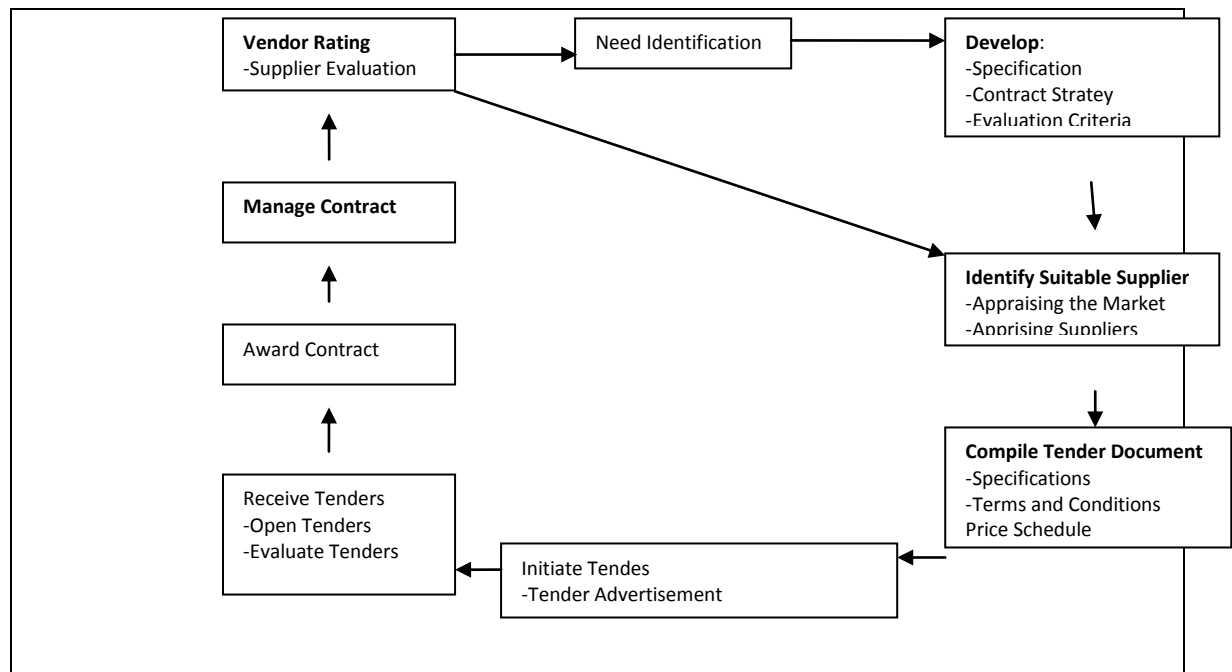 Vendor Rating
-Supplier Evaluation
Need Identification
Develop:
-Specification
-Contract Stratey
-Evaluation Criteria
Identify Suitable Supplier
-Appraising the Market
-Apprising Suppliers
Compile Tender Document
-Specifications
-Terms and Conditions
Price Schedule
Initiate Tendes
-Tender Advertisement
Receive Tenders
-Open Tenders
-Evaluate Tenders
Award Contract
Manage Contract